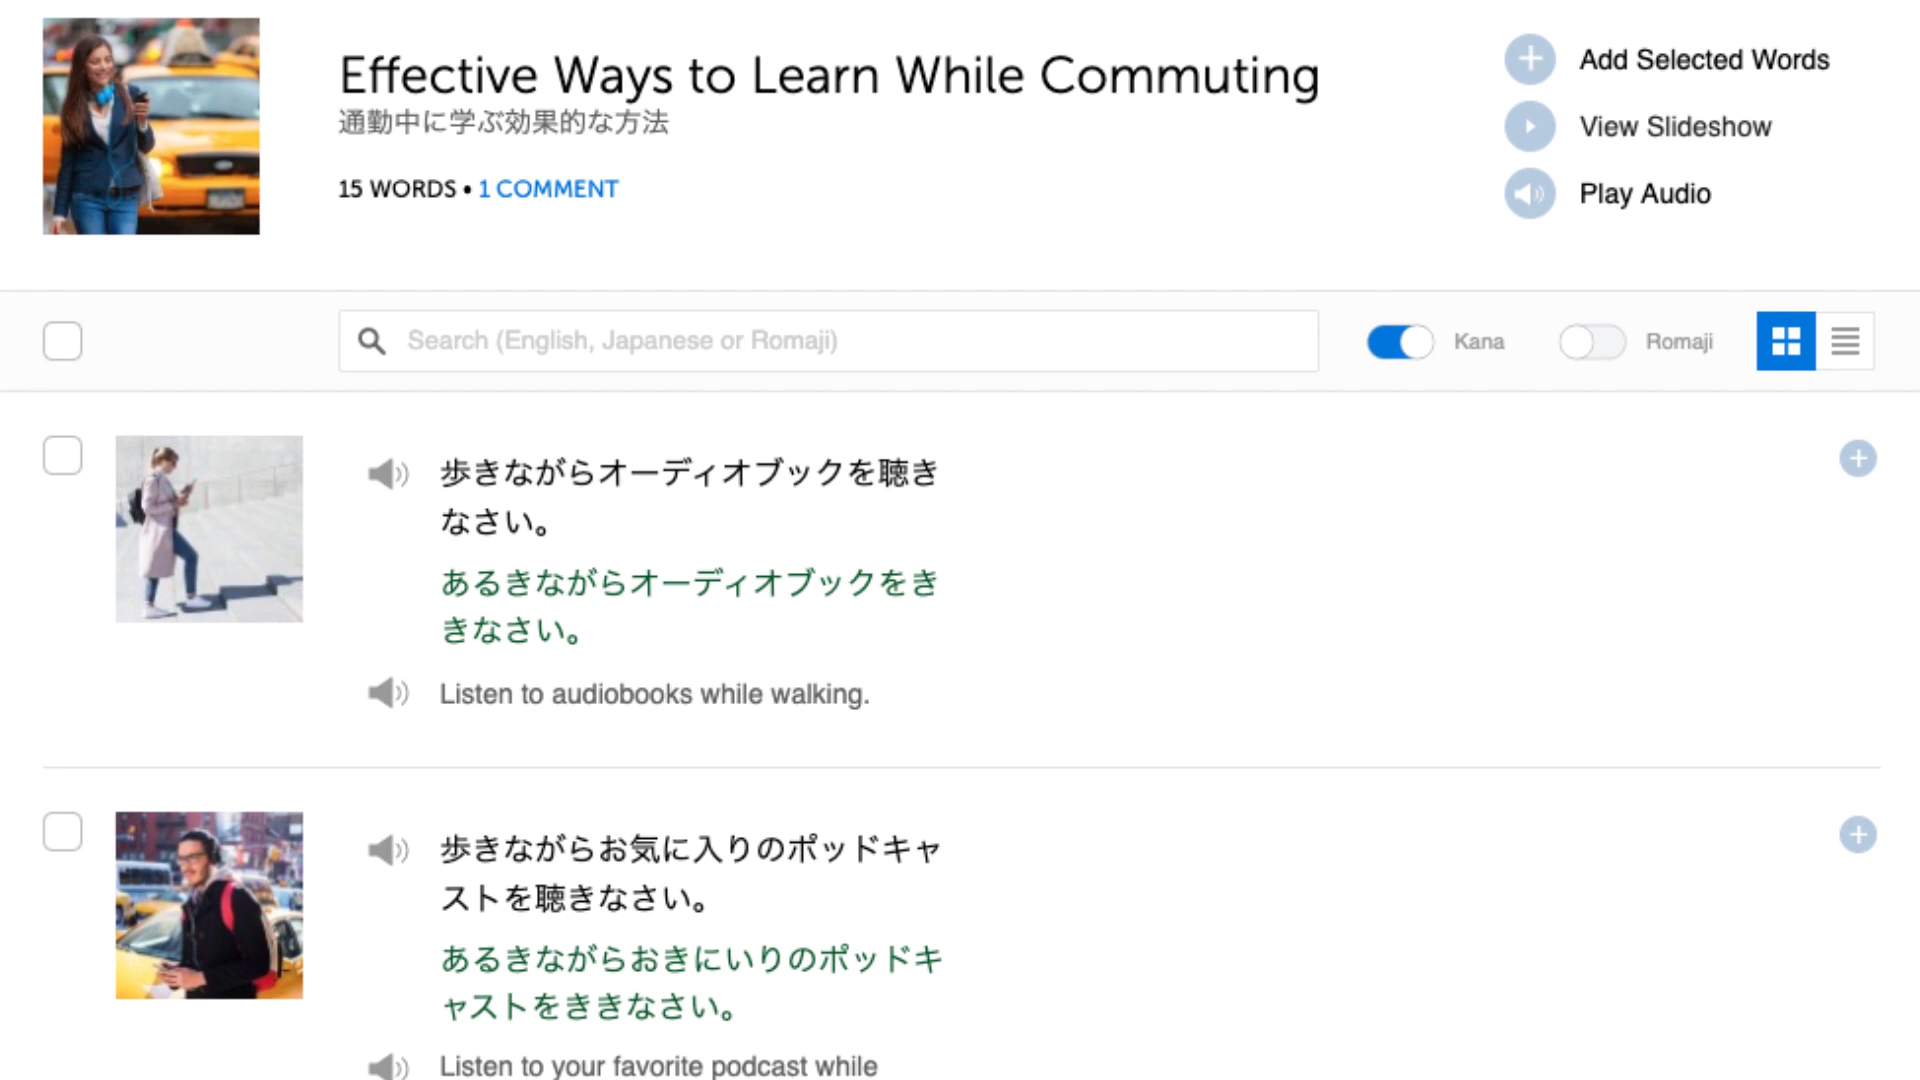 Effective Ways to Learn While Commuting
通勤中に学ぶ効果的な方法
15 WORDS • 1 COMMENT
Add Selected Words
View Slideshow
Play Audio
Search (English, Japanese or Romaji)
Kana
Romaji
歩きながらオーディオブックを聴き
なさい。
あるきながらオーディオブックをき
きなさい。
Listen to audiobooks while walking.
歩きながらお気に入りのポッドキャ
ストを聴きなさい。
あるきながらおきにいりのポッドキ
ャストをききなさい。
Listen to your favorite podcast while